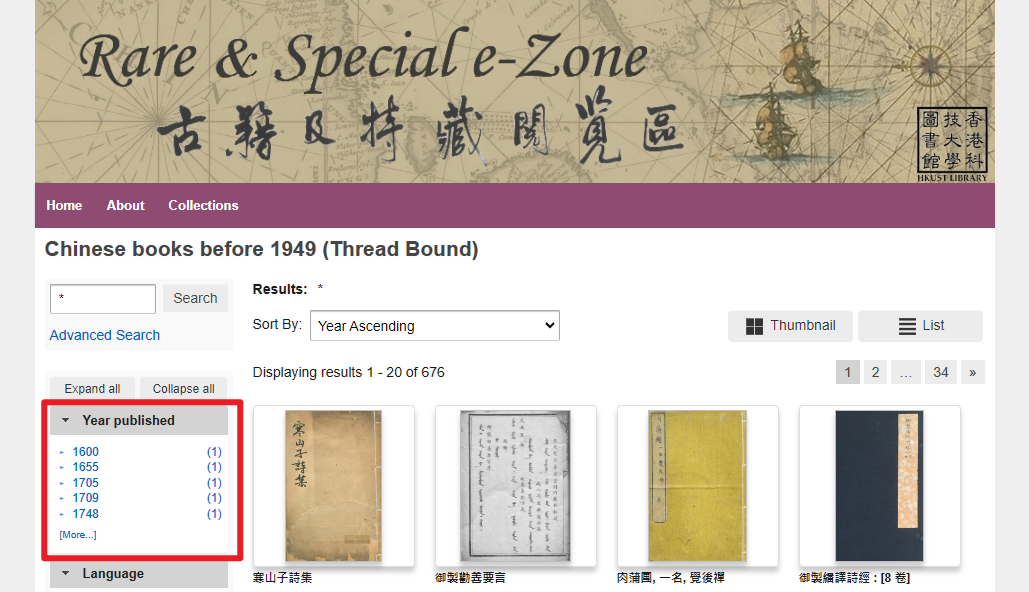 Rare & Special e-Zone
古籍及特藏閱覽區
香港科
技大學
圖書館
HKUST LIBRARY
Home About Collections
Chinese books before 1949 (Thread Bound)
*
Search
Advanced Search
Results: *
Sort By: Year Ascending
Thumbnail
List
Displaying results 1 - 20 of 676
1 2 ... 34 »
Expand all Collapse all
Year published
1600 (1)
1655 (1)
1705 (1)
1709 (1)
1748 (1)
[More...]
Language
寒山子詩集
寒山子詩集
御製勸善要言
肉蒲團, 一名, 覺後禪
御製繙譯詩經 : [8 卷]